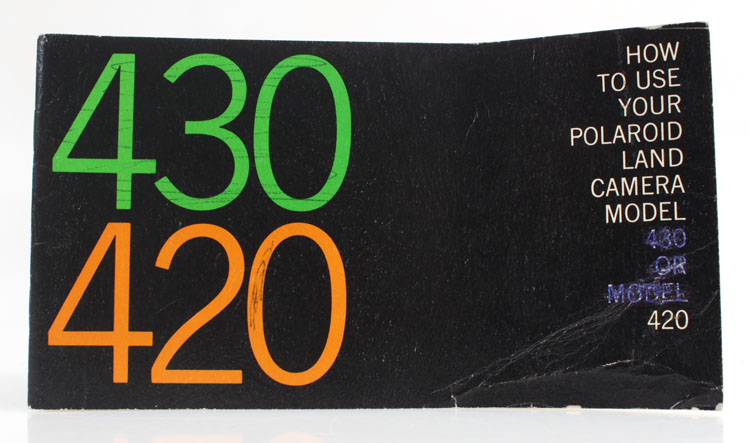 430
420
HOW
TO USE
YOUR
POLAROID
LAND
CAMERA
MODEL
430
OR
MODEL
420